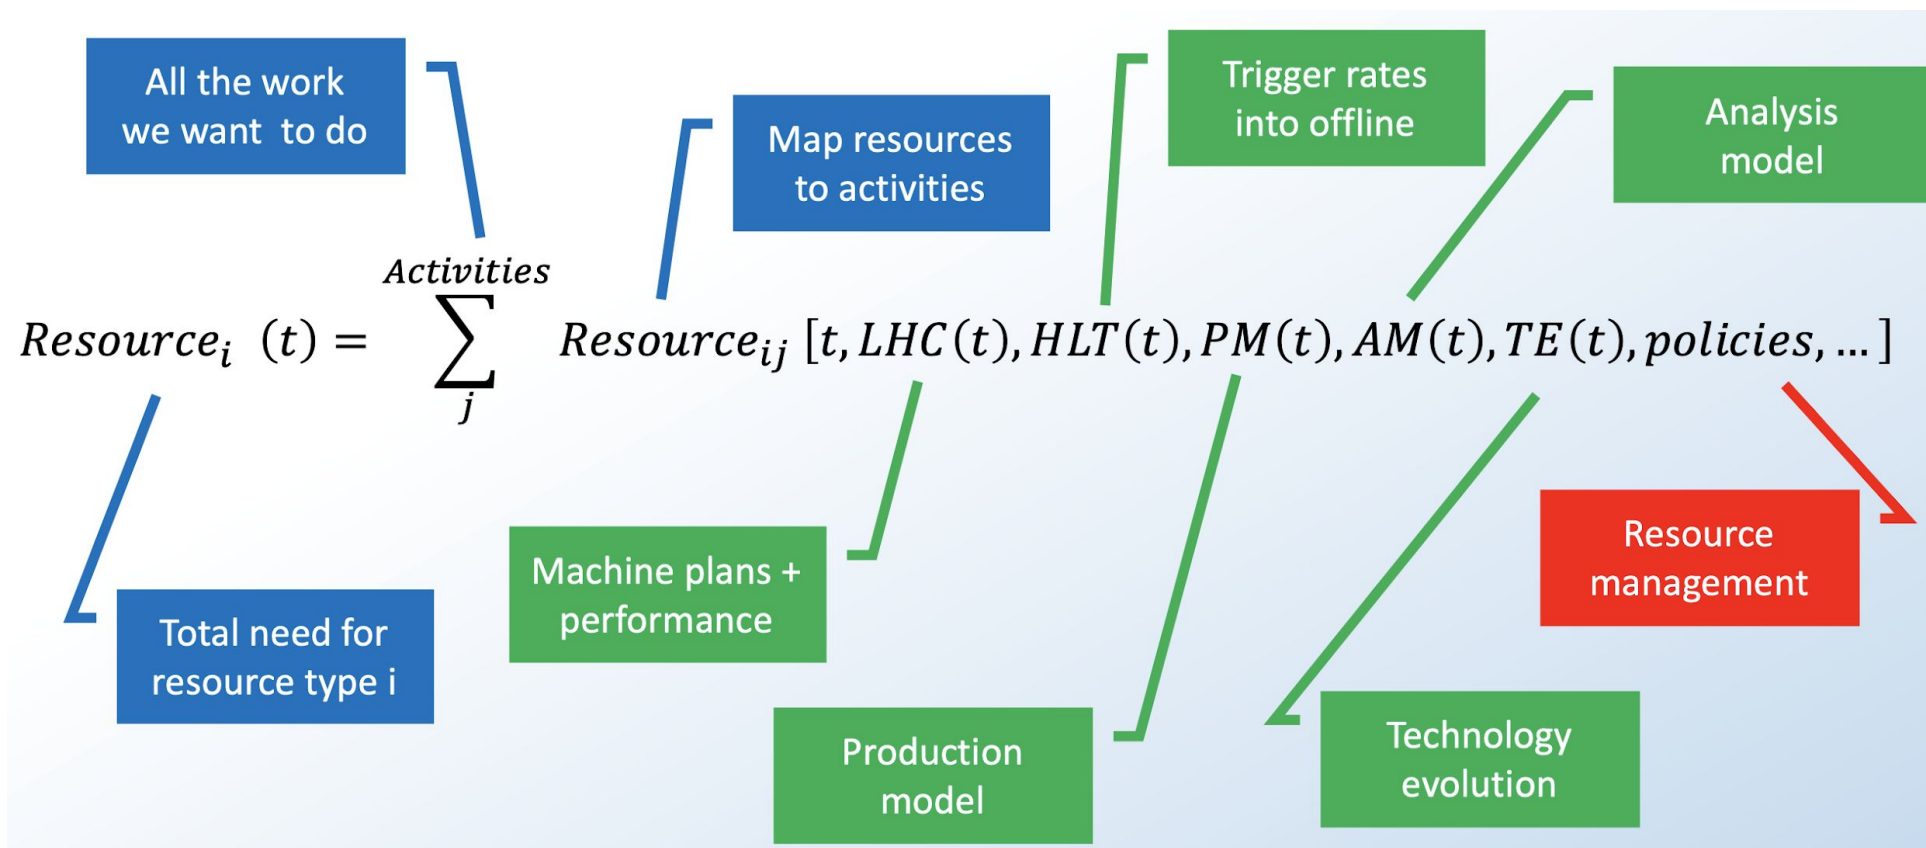 All the work
we want to do
Map resources
to activities
Trigger rates
into offline
Analysis
model
Activities
Resource_i (t) = ∑ Resource_ij [t, LHC(t), HLT(t), PM(t), AM(t), TE(t), policies, ... ]
j
Machine plans +
performance
Resource
management
Total need for
resource type i
Production
model
Technology
evolution